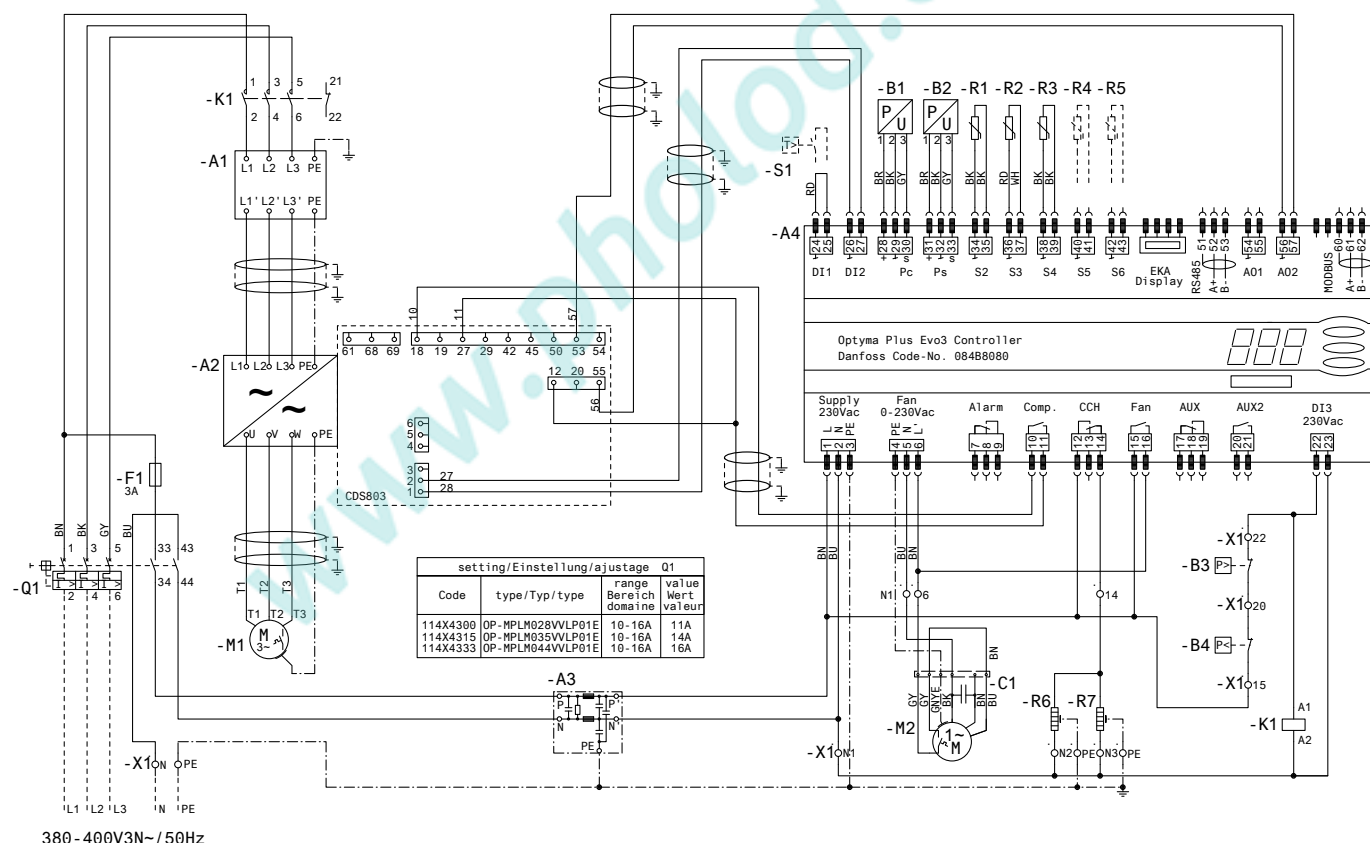 1 3 5 21
-K1
2 4 6 22
-A1
L1 L2 L3 PE
L1' L2' L3' PE
-A2
L1 L2 L3 PE
~
~
U V W PE
-F1
3A
BN BK GY BU
1 3 5 33 43
-Q1
I> I> I>
2 4 6 34 44
T1 T2 T3
T1 T2 T3
-M1
M
3~
-X1 N PE
L1 L2 L3 N PE
380-400V3N~/50Hz
10 11 57
61 68 69 18 19 27 29 42 45 50 53 54
12 20 55
56
6
5
4
3
2 27
1 28
CDS803
setting/Einstellung/ajustage Q1
Code type/Typ/type range Bereich domaine value Wert valeur
114X4300 OP-MPLM028VVLP01E 10-16A 11A
114X4315 OP-MPLM035VVLP01E 10-16A 14A
114X4333 OP-MPLM044VVLP01E 10-16A 16A
-A3
P P'
N N'
PE
-B1 -B2 -R1 -R2 -R3 -R4 -R5
P U P U
1 2 3 1 2 3
T>
-S1
RD BR BK GY BR BK GY BK BK RD WH BK BK
-A4
24 25 26 27 28 29 30 31 32 33 34 35 36 37 38 39 40 41 42 43 51 52 53 54 55 56 57 60 61 62
+ s + s
DI1 DI2 Pc Ps S2 S3 S4 S5 S6 EKA Display RS485 A+ B- AO1 AO2 MODBUS A+ B-
Optyma Plus Evo3 Controller
Danfoss Code-No. 084B8080
Supply 230Vac Fan 0-230Vac Alarm Comp. CCH Fan AUX AUX2 DI3 230Vac
L N PE PE N L'
1 2 3 4 5 6 7 8 9 10 11 12 13 14 15 16 17 18 19 20 21 22 23
BN BU BU BN BN BN
N1 6 14
-X1 22
-B3 P>
-X1 20
-B4 P<
-X1 15
BN
-C1
GY GY GNYE BK BN BU
-M2
1~
M
-R6 -R7
-K1 A1
A2
-X1 N1 N2 PE N3 PE
www.pholod.c